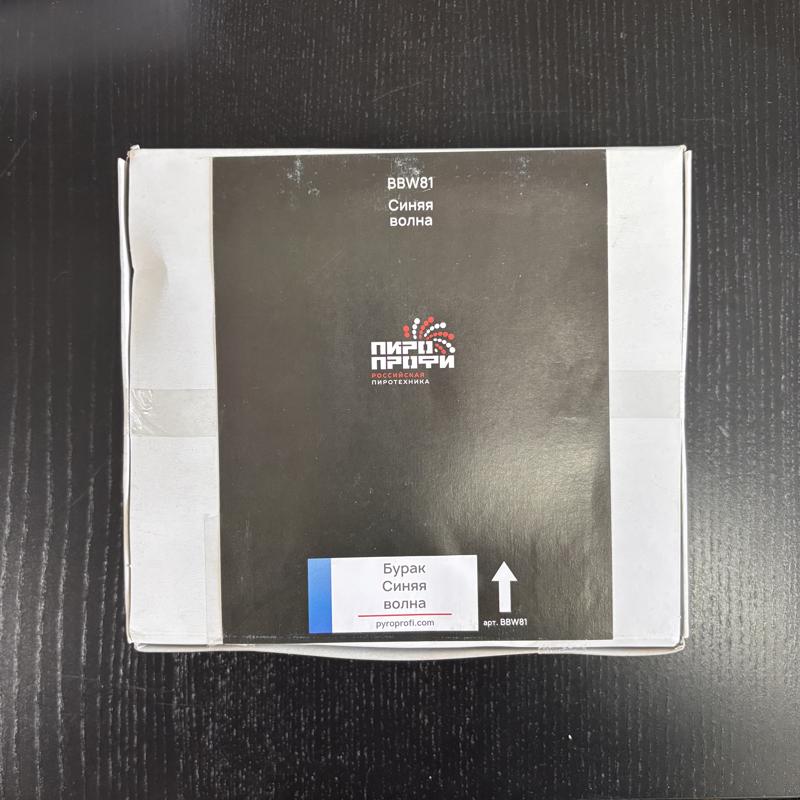 BBW81
Синяя
волна
ПИРО
ПРОФИ
РОССИЙСКАЯ
ПИРОТЕХНИКА
Бурак
Синяя
волна
pyroprofi.com
арт. BBW81